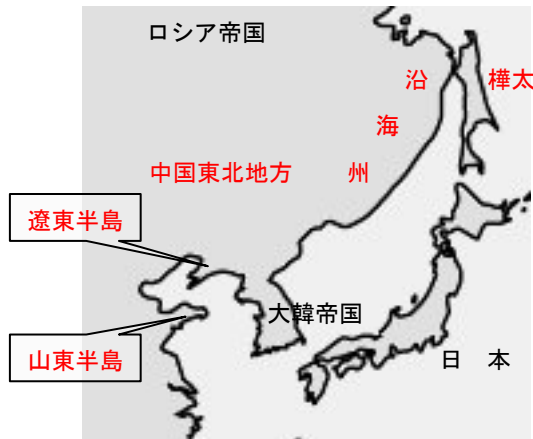 ロシア帝国
沿海州
樺太
中国東北地方
遼東半島
大韓帝国
山東半島
日 本